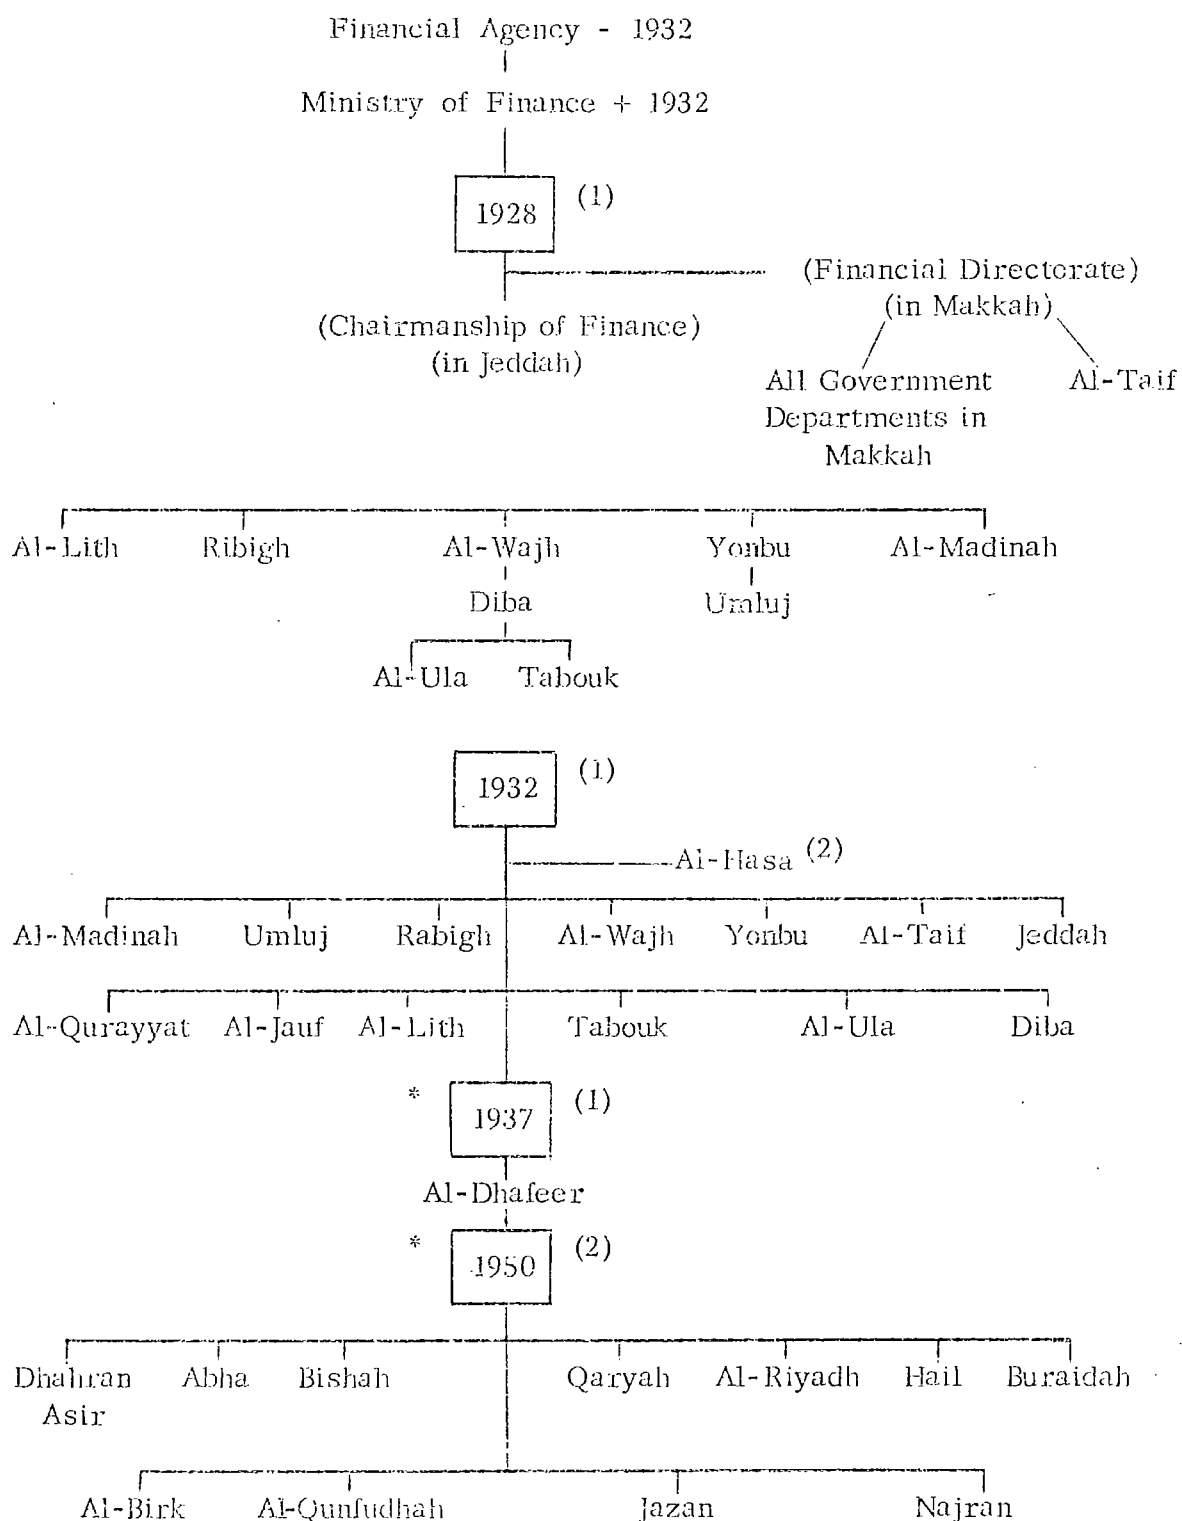 Financial Agency - 1932
Ministry of Finance + 1932
1928 (1)
(Financial Directorate)
(in Makkah)
(Chairmanship of Finance)
(in Jeddah)
All Government Al-Taif
Departments in
Makkah
Al-Lith Ribigh Al-Wajh Yonbu Al-Madinah
Diba Umluj
Al-Ula Tabouk
1932 (1)
Al-Hasa (2)
Al-Madinah Umluj Rabigh Al-Wajh Yonbu Al-Taif Jeddah
Al-Qurayyat Al-Jauf Al-Lith Tabouk Al-Ula Diba
* 1937 (1)
Al-Dhafeer
* 1950 (2)
Dhahran Abha Bishah Qaryah Al-Riyadh Hail Buraidah
Asir
Al-Birk Al-Qunfudhah Jazan Najran